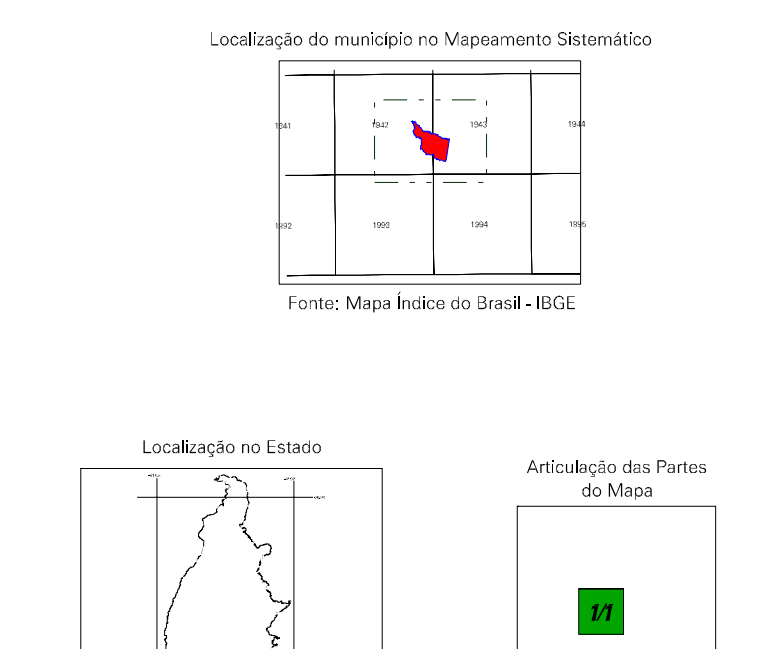 Localização do município no Mapeamento Sistemático
1941 1942 1943 1944
1992 1993 1994 1995
Fonte: Mapa Índice do Brasil - IBGE
Localização no Estado
Articulação das Partes
do Mapa
1/1